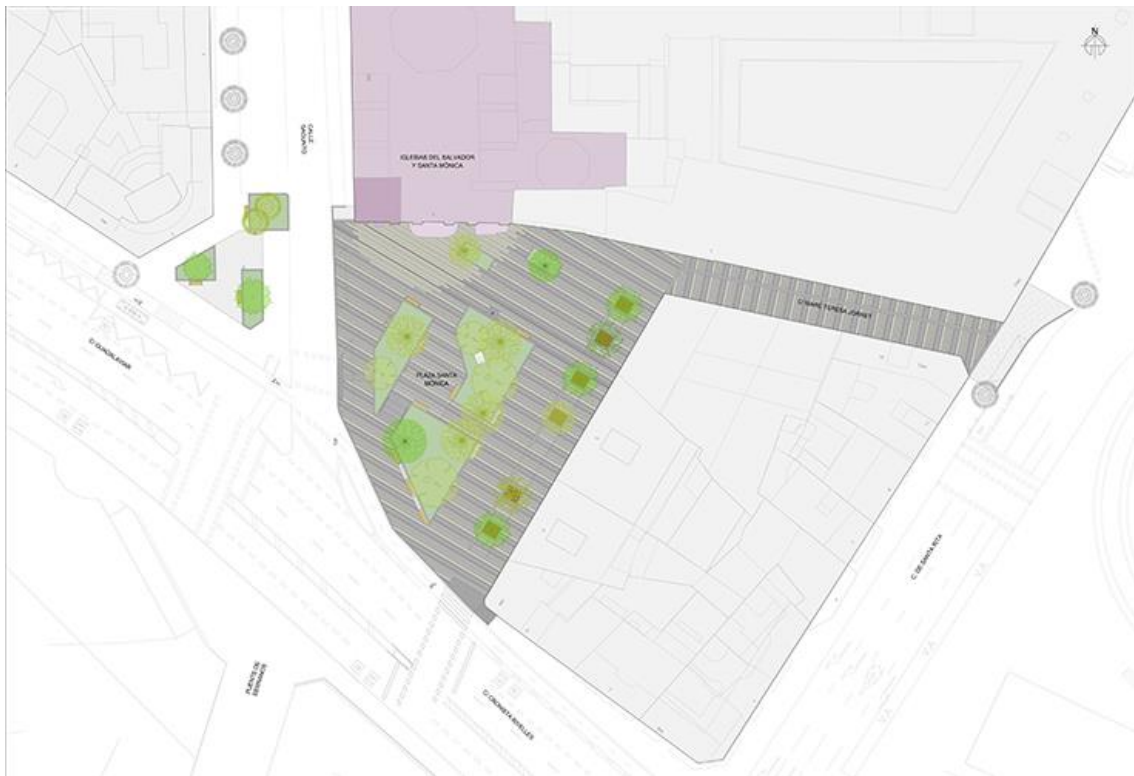 N
CALLE
SAGUNTO
IGLESIAS DEL SALVADOR
Y SANTA MÓNICA
C/ MARE TERESA JORNET
C/ GUADALAVIAR
PLAZA SANTA
MÓNICA
C. DE SANTA RITA
PUENTE DE
SERRANOS
C/ CRONISTA RIVELLES